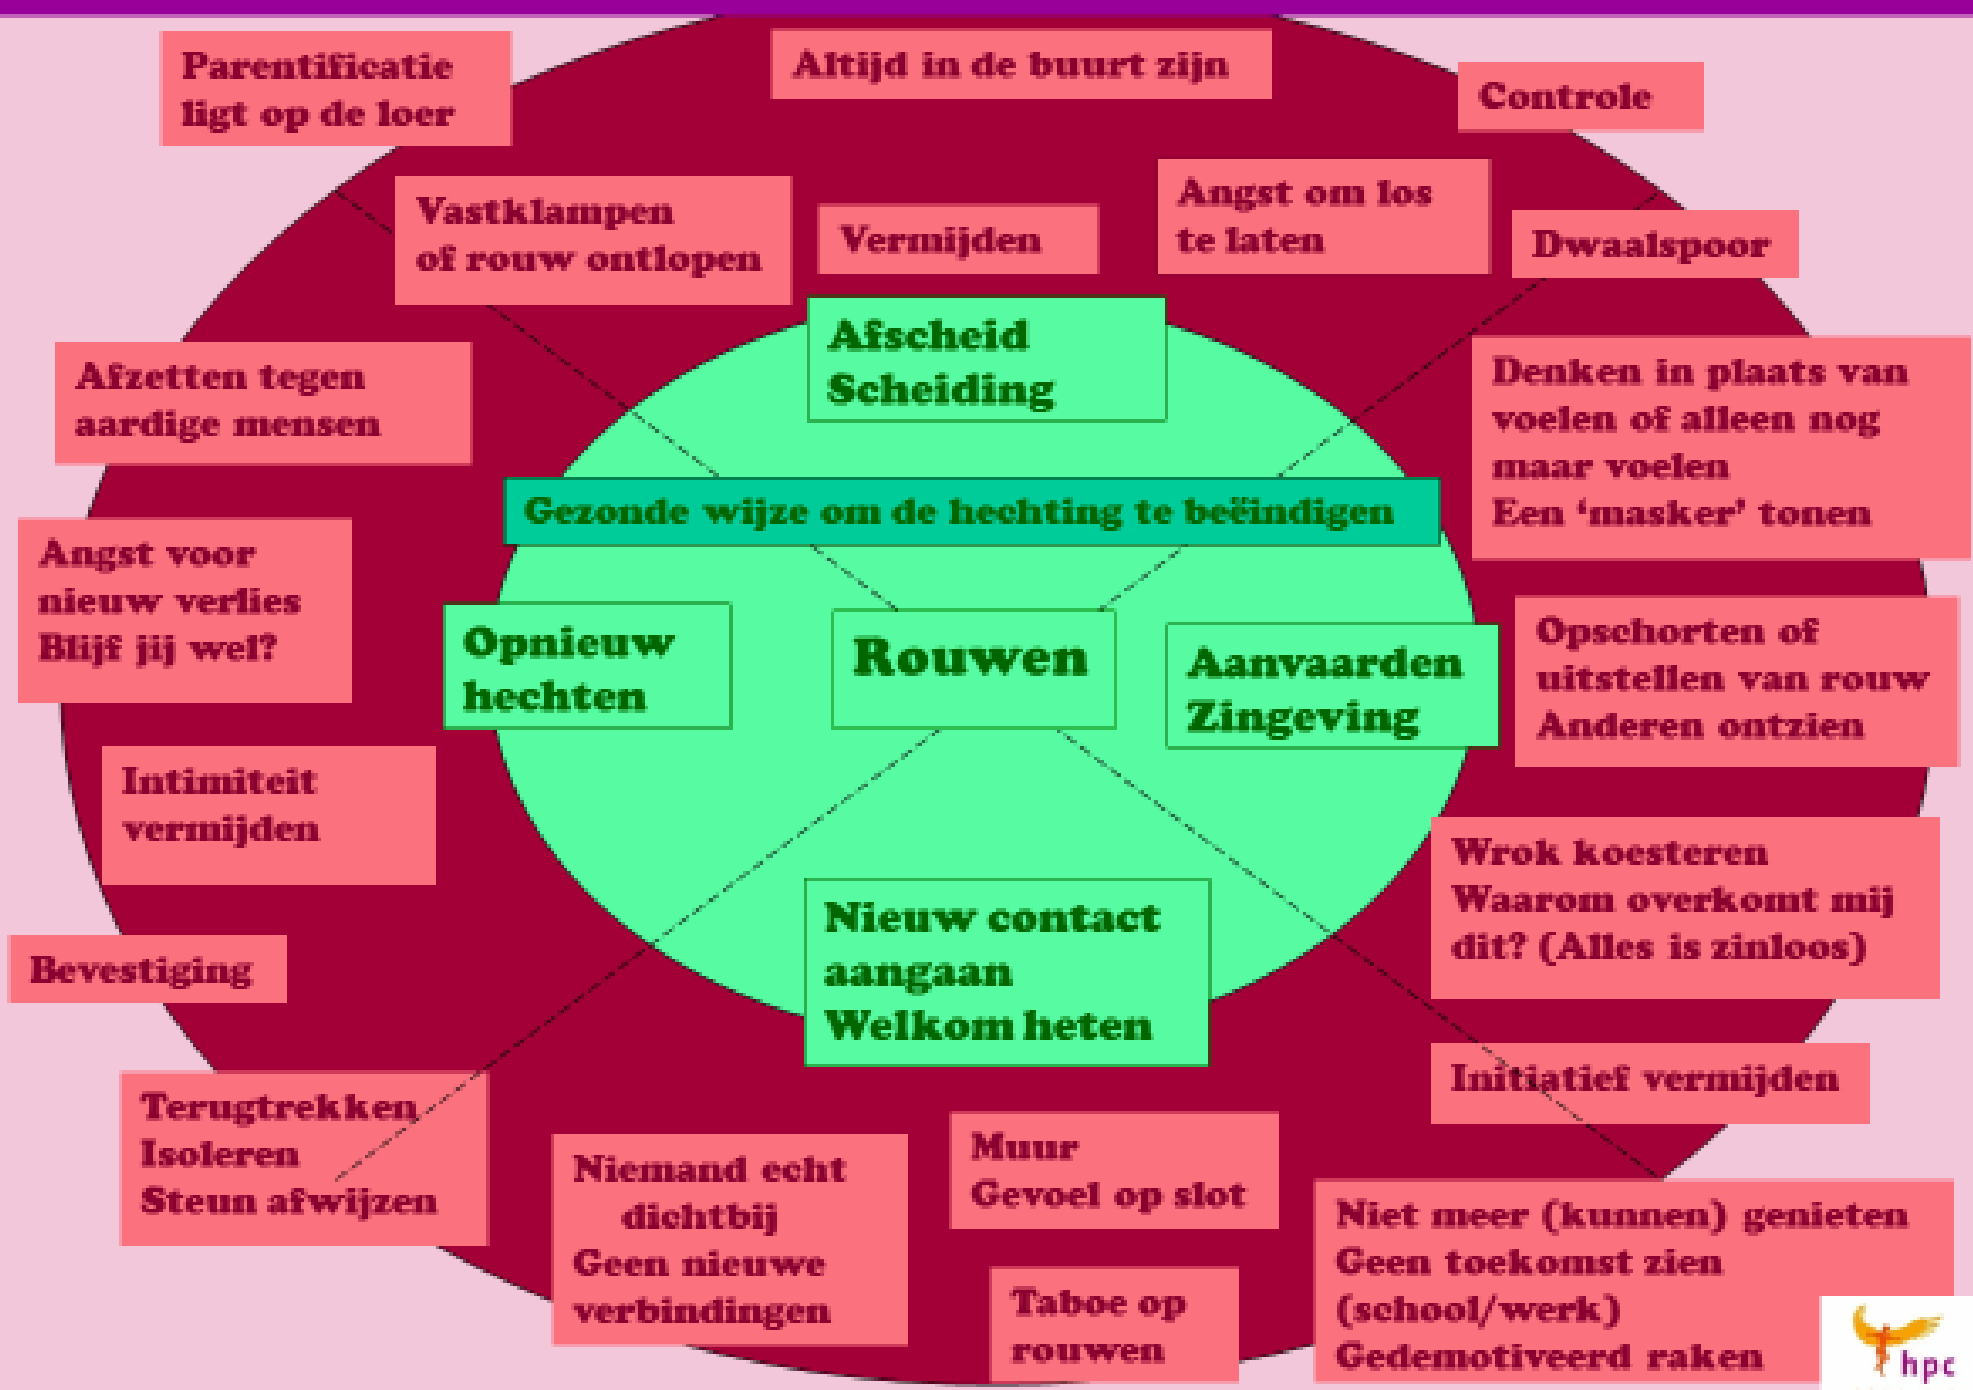 Parentificatie
ligt op de loer
Altijd in de buurt zijn
Controle
Vastklampen
of rouw ontlopen
Vermijden
Angst om los
te laten
Dwaalspoor
Afscheid
Scheiding
Afzetten tegen
aardige mensen
Denken in plaats van
voelen of alleen nog
maar voelen
Een ‘masker’ tonen
Gezonde wijze om de hechting te beëindigen
Angst voor
nieuw verlies
Blijf jij wel?
Opnieuw
hechten
Rouwen
Aanvaarden
Zingeving
Opschorten of
uitstellen van rouw
Anderen ontzien
Intimiteit
vermijden
Wrok koesteren
Waarom overkomt mij
dit? (Alles is zinloos)
Bevestiging
Nieuw contact
aangaan
Welkom heten
Initiatief vermijden
Terugtrekken
Isoleren
Steun afwijzen
Niemand echt
dichtbij
Geen nieuwe
verbindingen
Muur
Gevoel op slot
Taboe op
rouwen
Niet meer (kunnen) genieten
Geen toekomst zien
(school/werk)
Gedemotiveerd raken
hpc